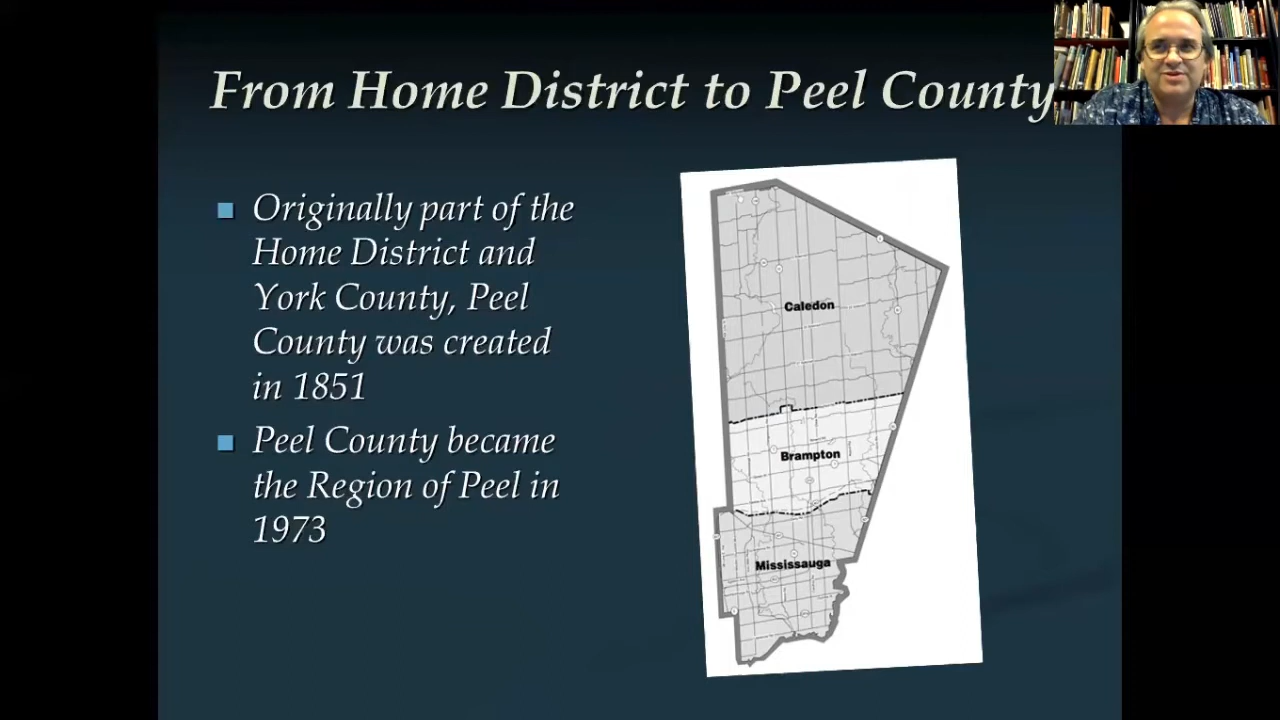 From Home District to Peel County
Originally part of the
Home District and
York County, Peel
County was created
in 1851
Peel County became
the Region of Peel in
1973
Caledon
Brampton
Mississauga